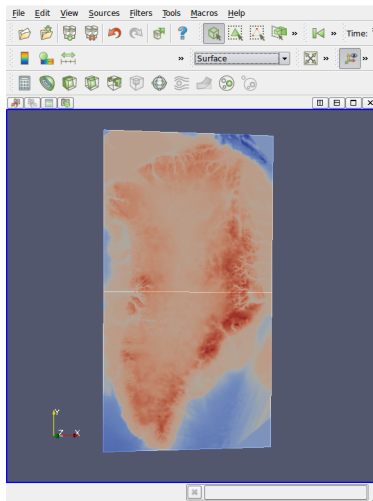 File Edit View Sources Filters Tools Macros Help
? » » Time:
» Surface » »
Y
Z X